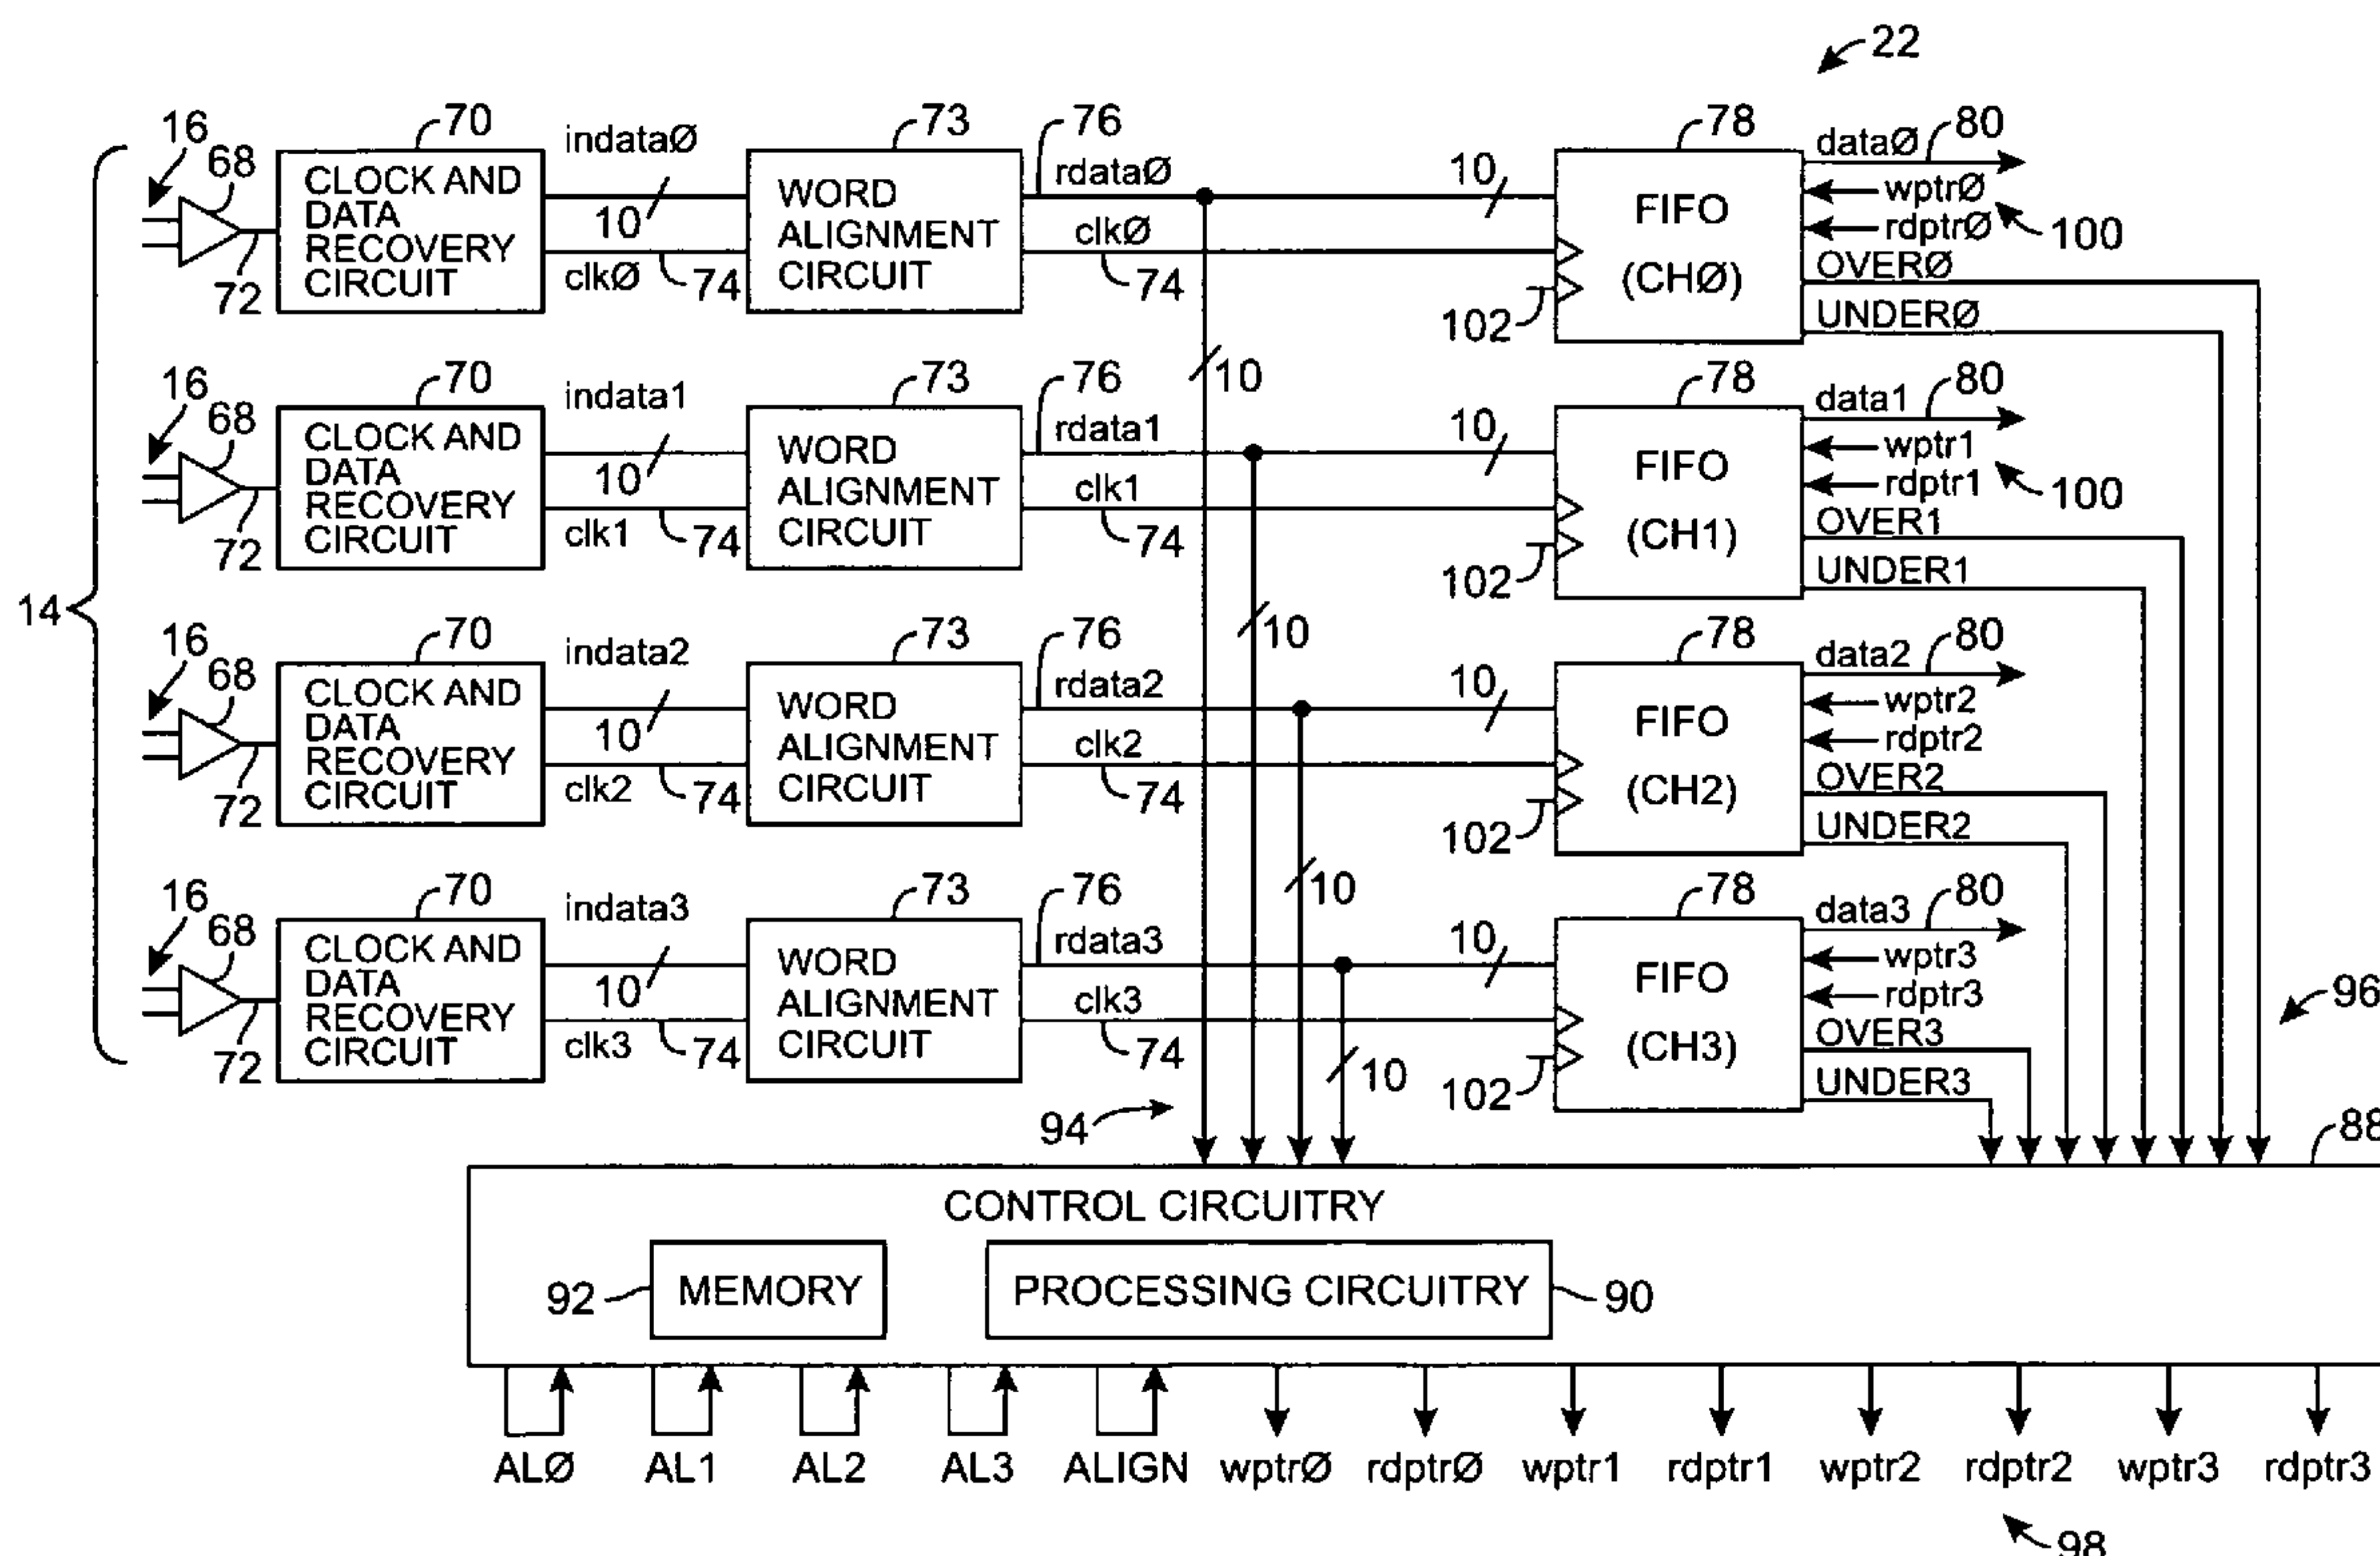 22
16
68
70
indataØ
73
76
rdataØ
78
dataØ
80
CLOCK AND
DATA
RECOVERY
CIRCUIT
10
WORD
ALIGNMENT
CIRCUIT
10
FIFO
(CHØ)
wptrØ
rdptrØ
100
72
clkØ
74
clkØ
74
102
OVERØ
UNDERØ
10
16
68
70
indata1
73
76
rdata1
78
data1
80
CLOCK AND
DATA
RECOVERY
CIRCUIT
10
WORD
ALIGNMENT
CIRCUIT
10
FIFO
(CH1)
wptr1
rdptr1
100
72
clk1
74
clk1
74
102
OVER1
UNDER1
14
10
16
68
70
indata2
73
76
rdata2
78
data2
80
CLOCK AND
DATA
RECOVERY
CIRCUIT
10
WORD
ALIGNMENT
CIRCUIT
10
FIFO
(CH2)
wptr2
rdptr2
72
clk2
74
clk2
74
102
OVER2
UNDER2
10
16
68
70
indata3
73
76
rdata3
78
data3
80
CLOCK AND
DATA
RECOVERY
CIRCUIT
10
WORD
ALIGNMENT
CIRCUIT
10
FIFO
(CH3)
wptr3
rdptr3
96
72
clk3
74
clk3
74
102
OVER3
UNDER3
10
94
88
CONTROL CIRCUITRY
92
MEMORY
PROCESSING CIRCUITRY
90
ALØ AL1 AL2 AL3 ALIGN wptrØ rdptrØ wptr1 rdptr1 wptr2 rdptr2 wptr3 rdptr3
98